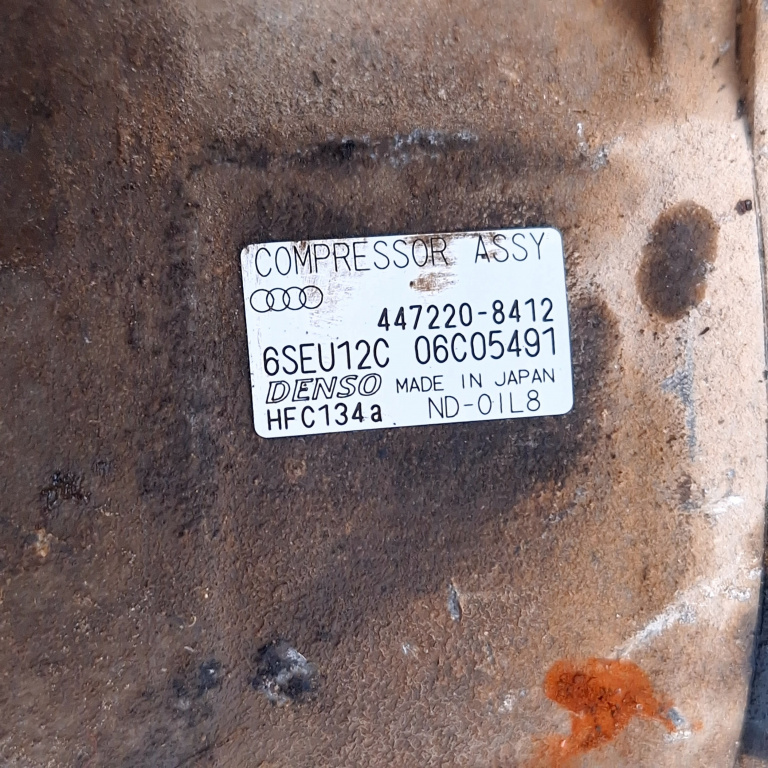 COMPRESSOR ASSY
447220-8412
6SEU12C 06C05491
DENSO MADE IN JAPAN
HFC134a ND-OIL8